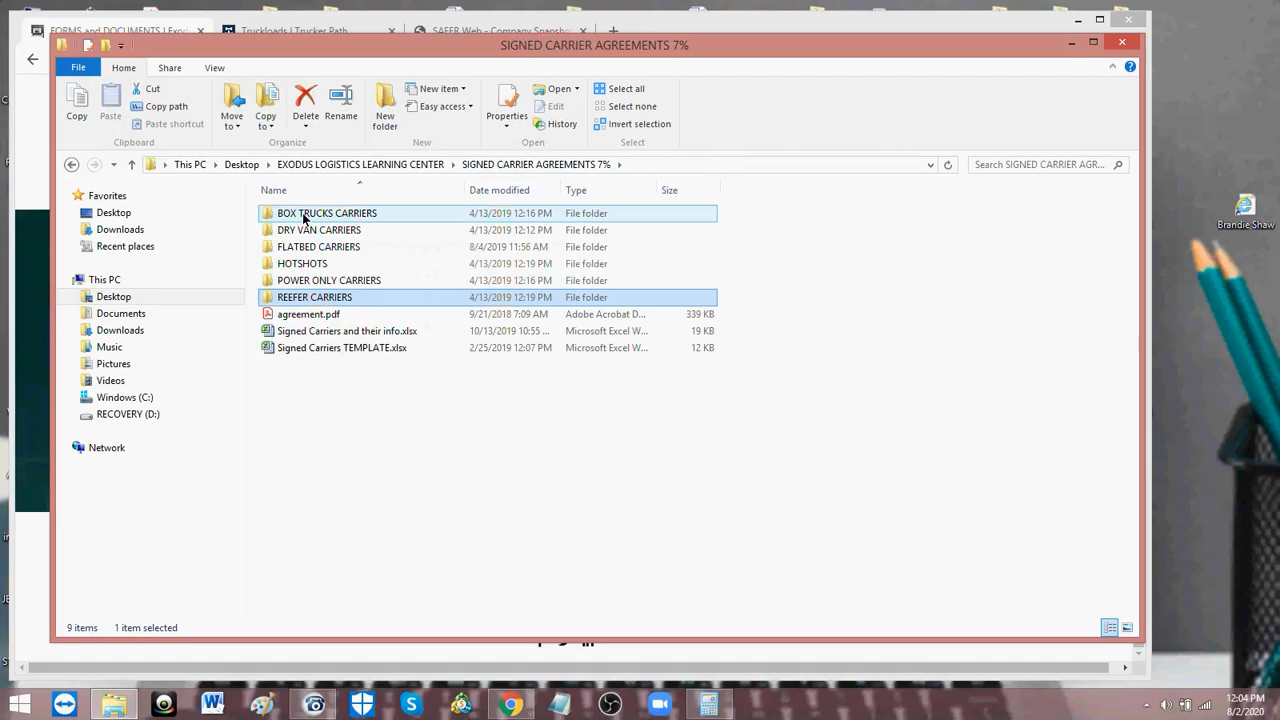 FORMS and DOCUMENTS | Exod
Truckloads | Trucker Path
SAFER Web - Company Snapshot
SIGNED CARRIER AGREEMENTS 7%
File Home Share View
Copy
Paste
Cut
Copy path
Paste shortcut
Clipboard
Move to
Copy to
Delete
Rename
Organize
New folder
New item
Easy access
New
Properties
Open
Edit
History
Open
Select all
Select none
Invert selection
Select
This PC Desktop EXODUS LOGISTICS LEARNING CENTER SIGNED CARRIER AGREEMENTS 7%
Search SIGNED CARRIER AGR...
Favorites
Desktop
Downloads
Recent places
This PC
Desktop
Documents
Downloads
Music
Pictures
Videos
Windows (C:)
RECOVERY (D:)
Network
Name Date modified Type Size
BOX TRUCKS CARRIERS 4/13/2019 12:16 PM File folder
DRY VAN CARRIERS 4/13/2019 12:12 PM File folder
FLATBED CARRIERS 8/4/2019 11:56 AM File folder
HOTSHOTS 4/13/2019 12:19 PM File folder
POWER ONLY CARRIERS 4/13/2019 12:16 PM File folder
REEFER CARRIERS 4/13/2019 12:19 PM File folder
agreement.pdf 9/21/2018 7:09 AM Adobe Acrobat D... 339 KB
Signed Carriers and their info.xlsx 10/13/2019 10:55 ... Microsoft Excel W... 19 KB
Signed Carriers TEMPLATE.xlsx 2/25/2019 12:07 PM Microsoft Excel W... 12 KB
9 items 1 item selected
Brandie Shaw
12:04 PM
8/2/2020